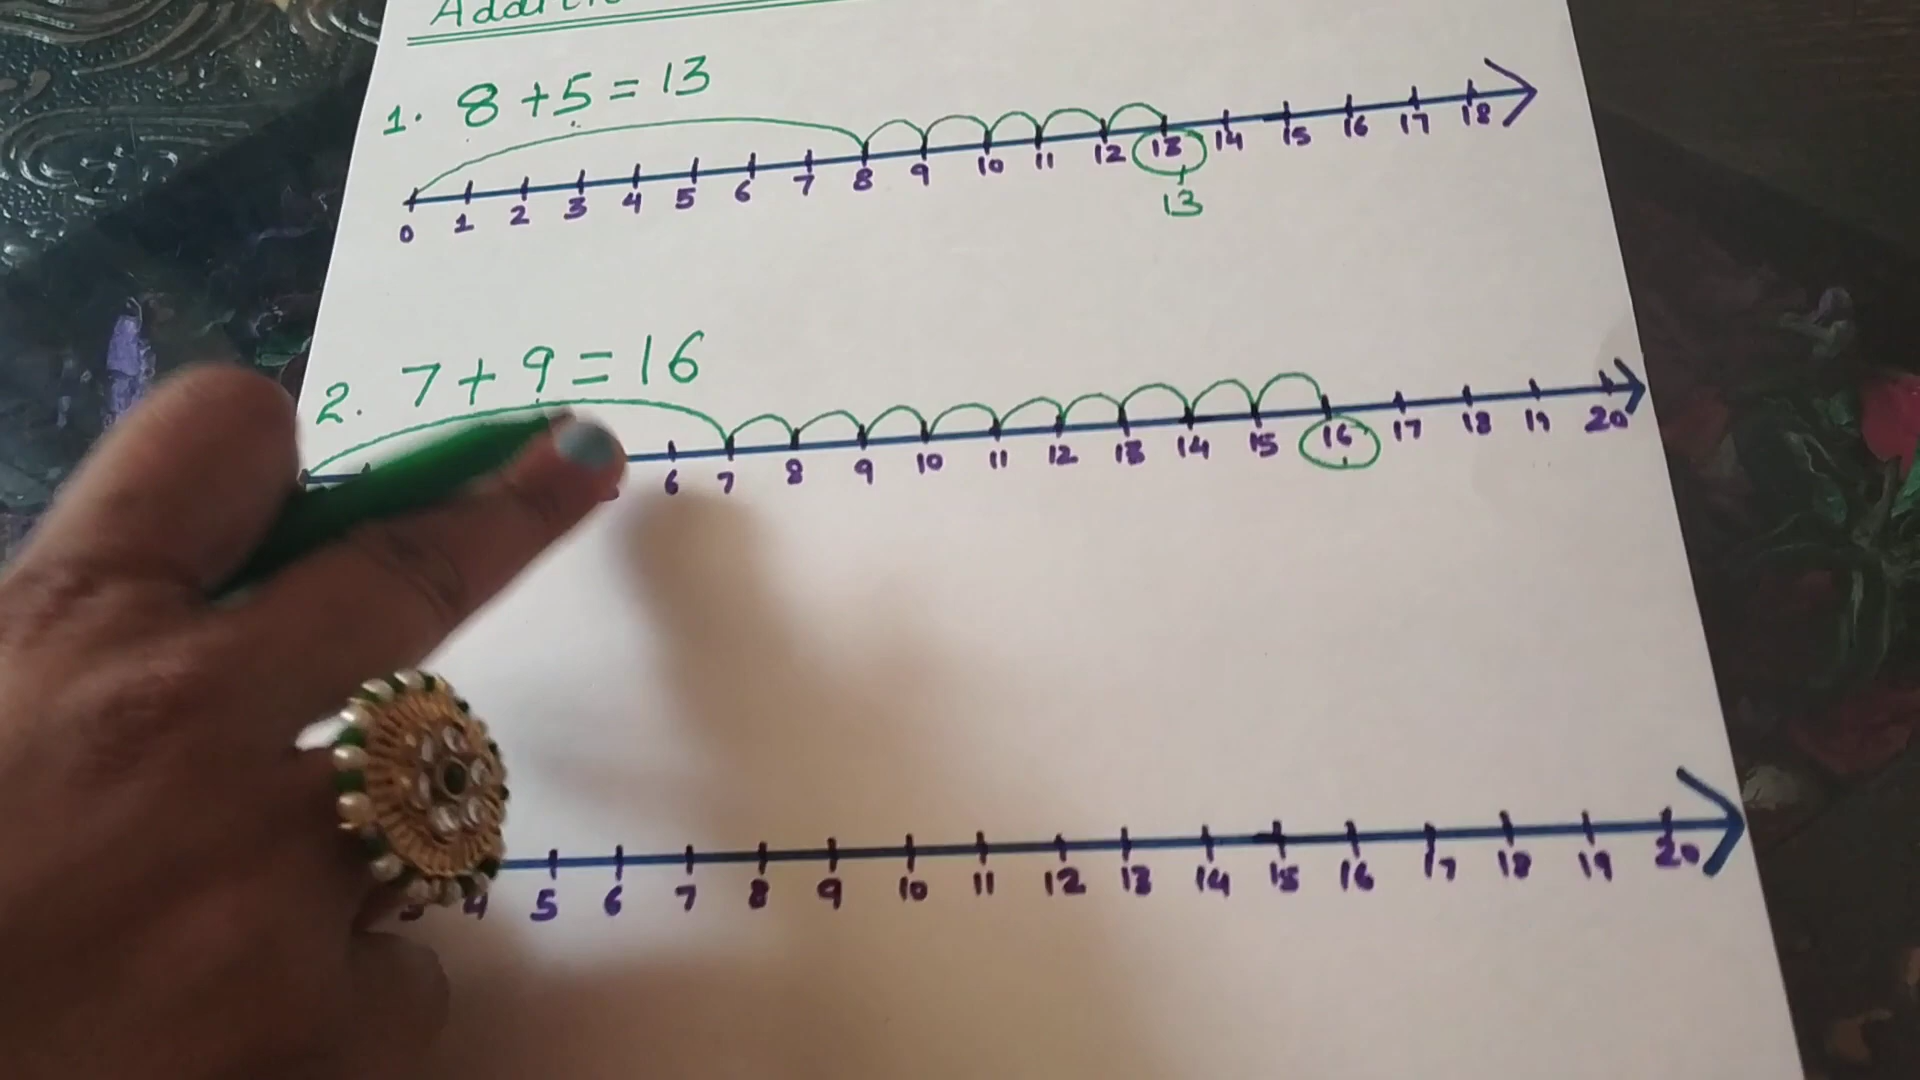 1. 8 + 5 = 13
0 1 2 3 4 5 6 7 8 9 10 11 12 13 14 15 16 17 18
13
2. 7 + 9 = 16
6 7 8 9 10 11 12 13 14 15 16 17 18 19 20
4 5 6 7 8 9 10 11 12 13 14 15 16 17 18 19 20